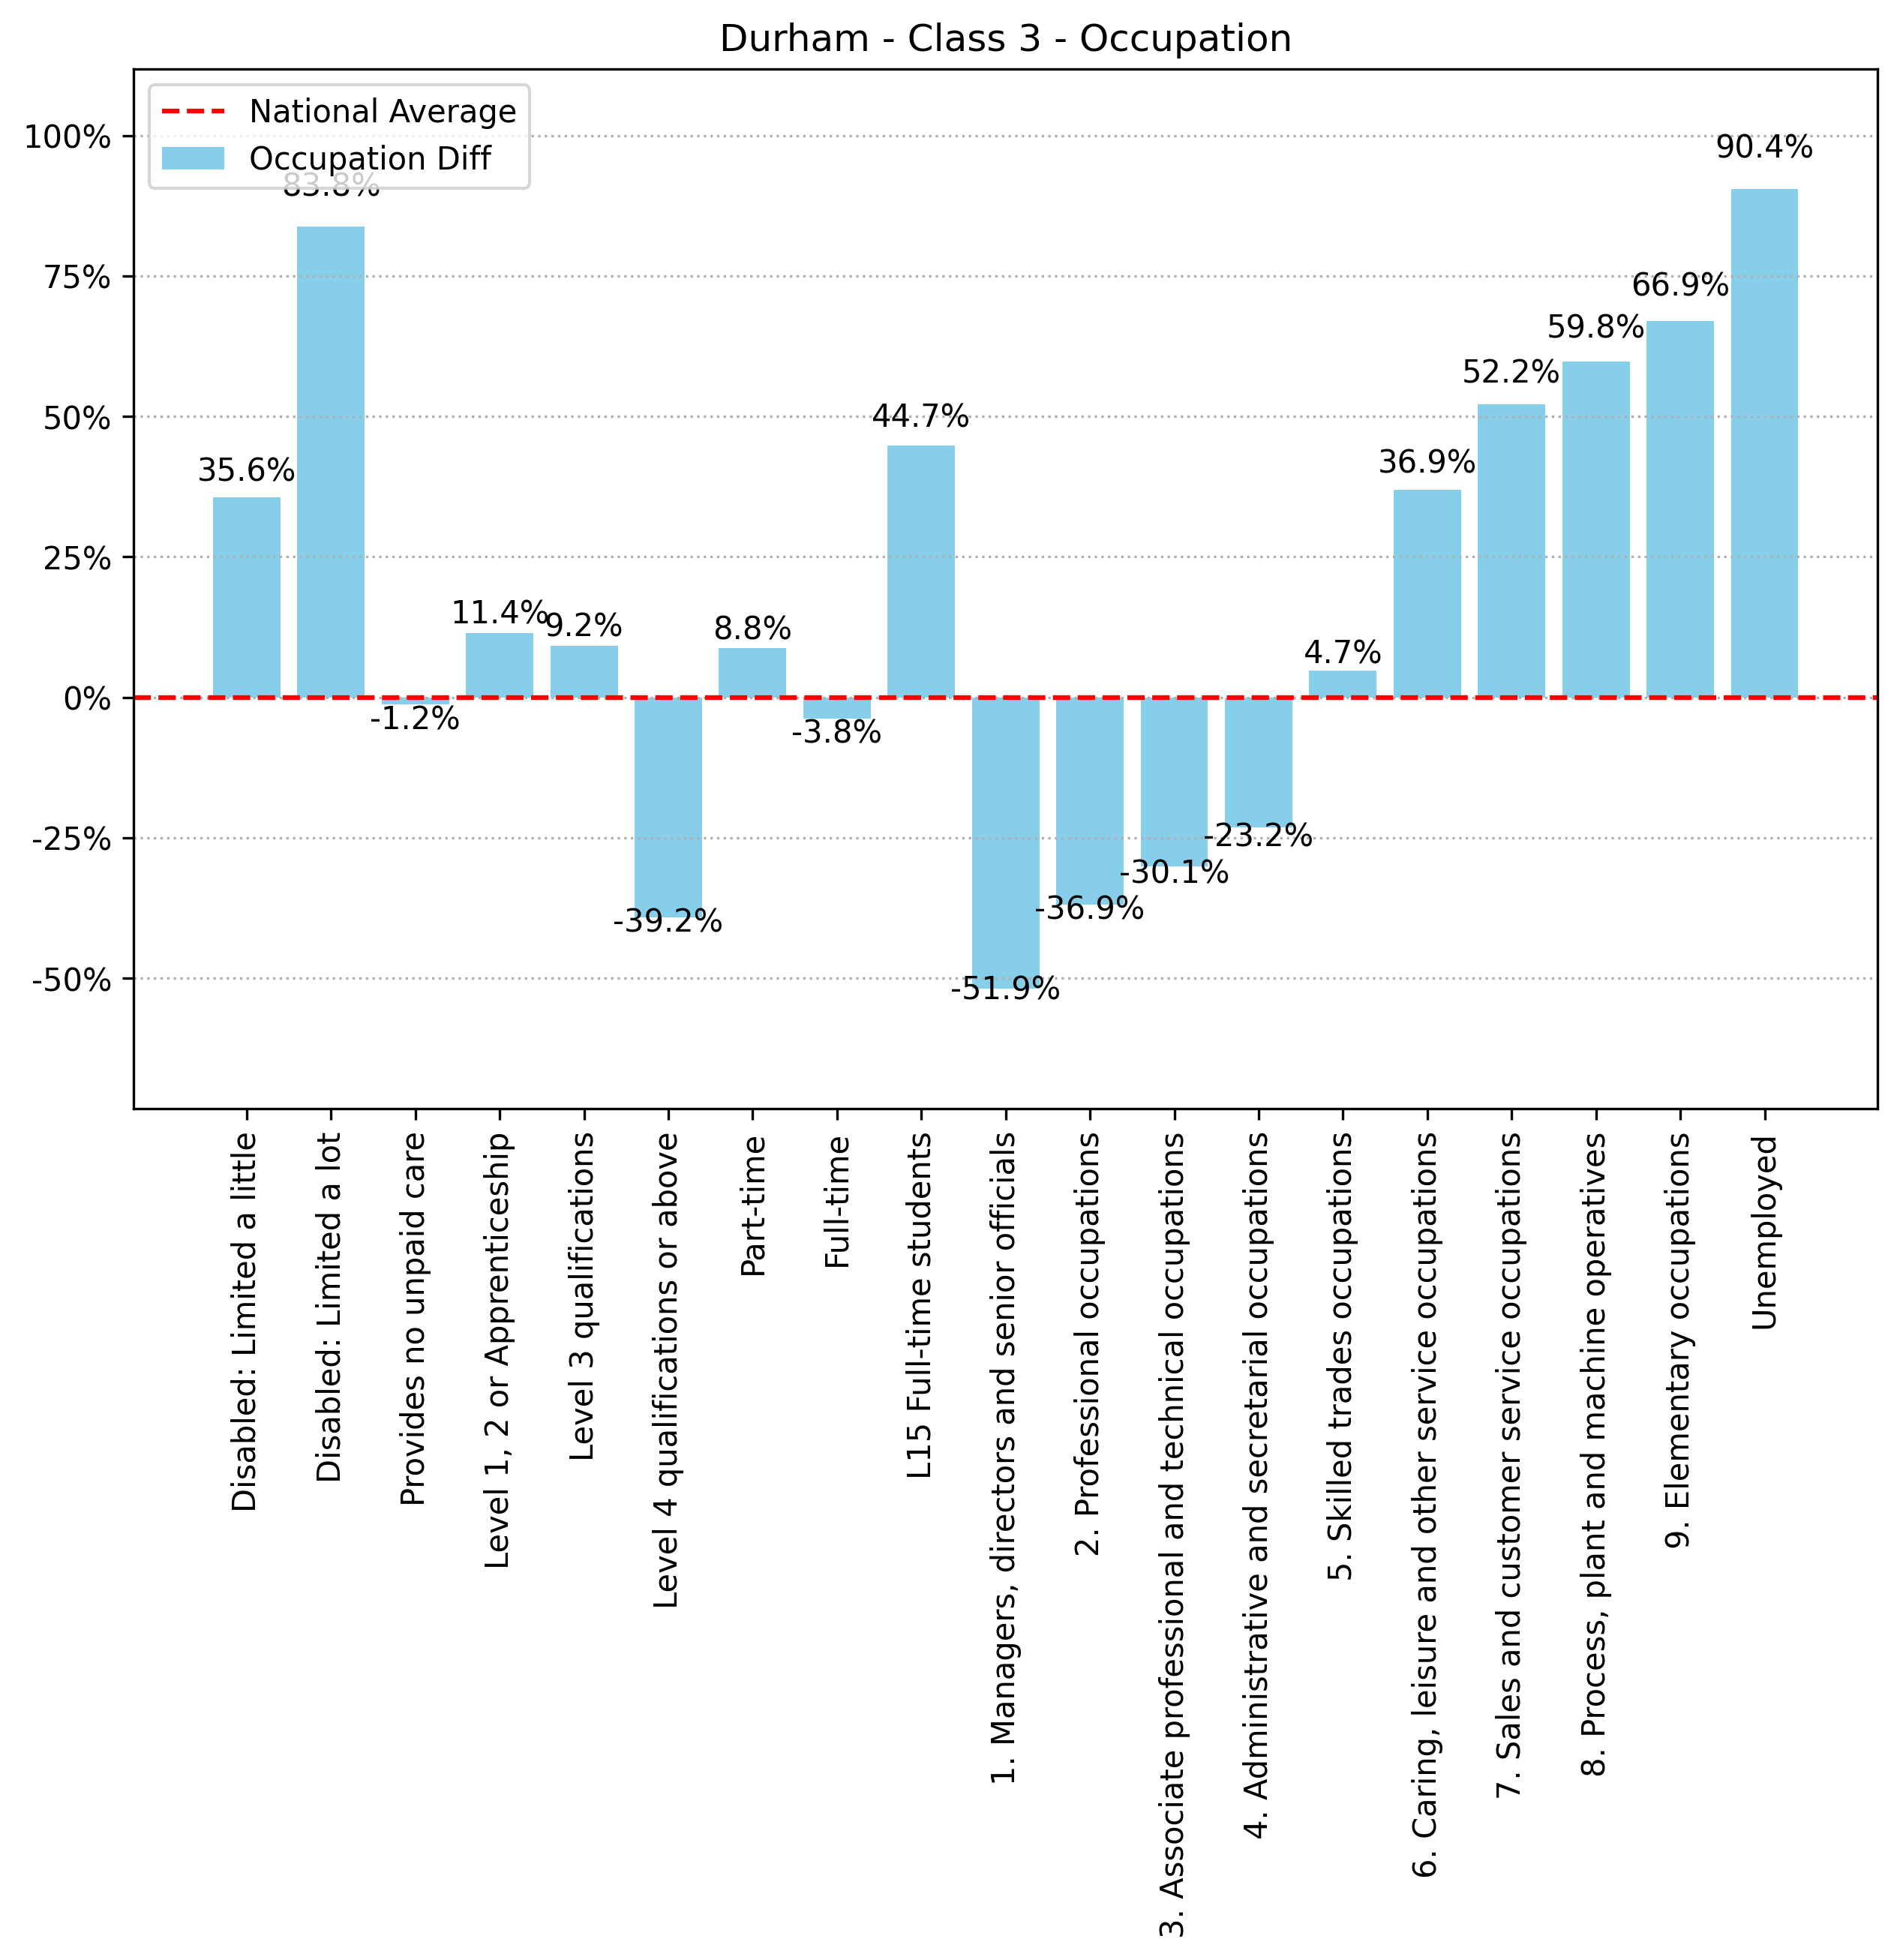 Durham - Class 3 - Occupation
National Average
Occupation Diff
100%
75%
50%
25%
0%
-25%
-50%
35.6%
83.8%
-1.2%
11.4%
9.2%
-39.2%
8.8%
-3.8%
44.7%
-51.9%
-36.9%
-30.1%
-23.2%
4.7%
36.9%
52.2%
59.8%
66.9%
90.4%
Disabled: Limited a little
Disabled: Limited a lot
Provides no unpaid care
Level 1, 2 or Apprenticeship
Level 3 qualifications
Level 4 qualifications or above
Part-time
Full-time
L15 Full-time students
1. Managers, directors and senior officials
2. Professional occupations
3. Associate professional and technical occupations
4. Administrative and secretarial occupations
5. Skilled trades occupations
6. Caring, leisure and other service occupations
7. Sales and customer service occupations
8. Process, plant and machine operatives
9. Elementary occupations
Unemployed